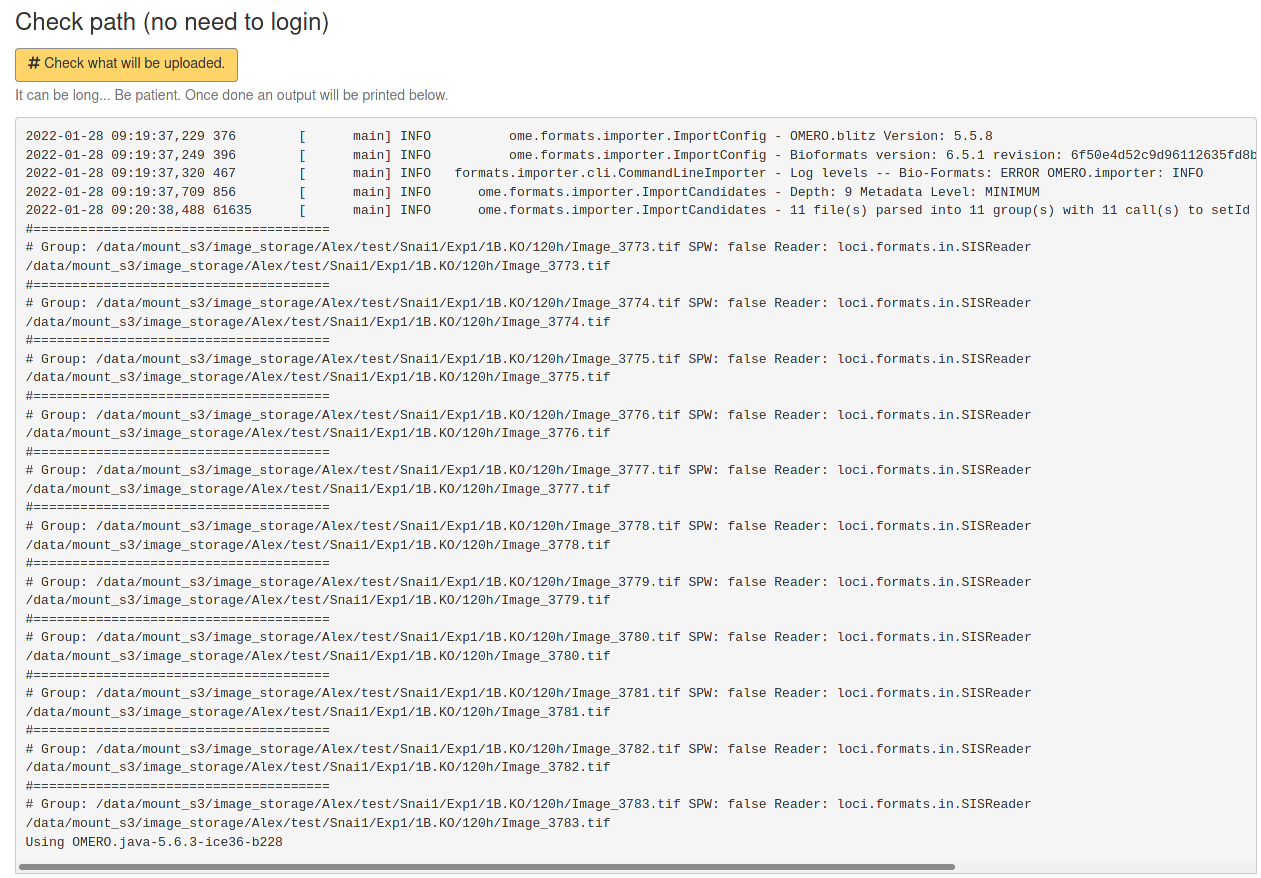 Check path (no need to login)
# Check what will be uploaded.
It can be long... Be patient. Once done an output will be printed below.
2022-01-28 09:19:37,229 376        [      main] INFO          ome.formats.importer.ImportConfig - OMERO.blitz Version: 5.5.8
2022-01-28 09:19:37,249 396        [      main] INFO          ome.formats.importer.ImportConfig - Bioformats version: 6.5.1 revision: 6f50e4d52c9d96112635fd8b
2022-01-28 09:19:37,320 467        [      main] INFO   formats.importer.cli.CommandLineImporter - Log levels -- Bio-Formats: ERROR OMERO.importer: INFO
2022-01-28 09:19:37,709 856        [      main] INFO      ome.formats.importer.ImportCandidates - Depth: 9 Metadata Level: MINIMUM
2022-01-28 09:20:38,488 61635      [      main] INFO      ome.formats.importer.ImportCandidates - 11 file(s) parsed into 11 group(s) with 11 call(s) to setId
#======================================
# Group: /data/mount_s3/image_storage/Alex/test/Snai1/Exp1/1B.KO/120h/Image_3773.tif SPW: false Reader: loci.formats.in.SISReader
/data/mount_s3/image_storage/Alex/test/Snai1/Exp1/1B.KO/120h/Image_3773.tif
#======================================
# Group: /data/mount_s3/image_storage/Alex/test/Snai1/Exp1/1B.KO/120h/Image_3774.tif SPW: false Reader: loci.formats.in.SISReader
/data/mount_s3/image_storage/Alex/test/Snai1/Exp1/1B.KO/120h/Image_3774.tif
#======================================
# Group: /data/mount_s3/image_storage/Alex/test/Snai1/Exp1/1B.KO/120h/Image_3775.tif SPW: false Reader: loci.formats.in.SISReader
/data/mount_s3/image_storage/Alex/test/Snai1/Exp1/1B.KO/120h/Image_3775.tif
#======================================
# Group: /data/mount_s3/image_storage/Alex/test/Snai1/Exp1/1B.KO/120h/Image_3776.tif SPW: false Reader: loci.formats.in.SISReader
/data/mount_s3/image_storage/Alex/test/Snai1/Exp1/1B.KO/120h/Image_3776.tif
#======================================
# Group: /data/mount_s3/image_storage/Alex/test/Snai1/Exp1/1B.KO/120h/Image_3777.tif SPW: false Reader: loci.formats.in.SISReader
/data/mount_s3/image_storage/Alex/test/Snai1/Exp1/1B.KO/120h/Image_3777.tif
#======================================
# Group: /data/mount_s3/image_storage/Alex/test/Snai1/Exp1/1B.KO/120h/Image_3778.tif SPW: false Reader: loci.formats.in.SISReader
/data/mount_s3/image_storage/Alex/test/Snai1/Exp1/1B.KO/120h/Image_3778.tif
#======================================
# Group: /data/mount_s3/image_storage/Alex/test/Snai1/Exp1/1B.KO/120h/Image_3779.tif SPW: false Reader: loci.formats.in.SISReader
/data/mount_s3/image_storage/Alex/test/Snai1/Exp1/1B.KO/120h/Image_3779.tif
#======================================
# Group: /data/mount_s3/image_storage/Alex/test/Snai1/Exp1/1B.KO/120h/Image_3780.tif SPW: false Reader: loci.formats.in.SISReader
/data/mount_s3/image_storage/Alex/test/Snai1/Exp1/1B.KO/120h/Image_3780.tif
#======================================
# Group: /data/mount_s3/image_storage/Alex/test/Snai1/Exp1/1B.KO/120h/Image_3781.tif SPW: false Reader: loci.formats.in.SISReader
/data/mount_s3/image_storage/Alex/test/Snai1/Exp1/1B.KO/120h/Image_3781.tif
#======================================
# Group: /data/mount_s3/image_storage/Alex/test/Snai1/Exp1/1B.KO/120h/Image_3782.tif SPW: false Reader: loci.formats.in.SISReader
/data/mount_s3/image_storage/Alex/test/Snai1/Exp1/1B.KO/120h/Image_3782.tif
#======================================
# Group: /data/mount_s3/image_storage/Alex/test/Snai1/Exp1/1B.KO/120h/Image_3783.tif SPW: false Reader: loci.formats.in.SISReader
/data/mount_s3/image_storage/Alex/test/Snai1/Exp1/1B.KO/120h/Image_3783.tif
Using OMERO.java-5.6.3-ice36-b228